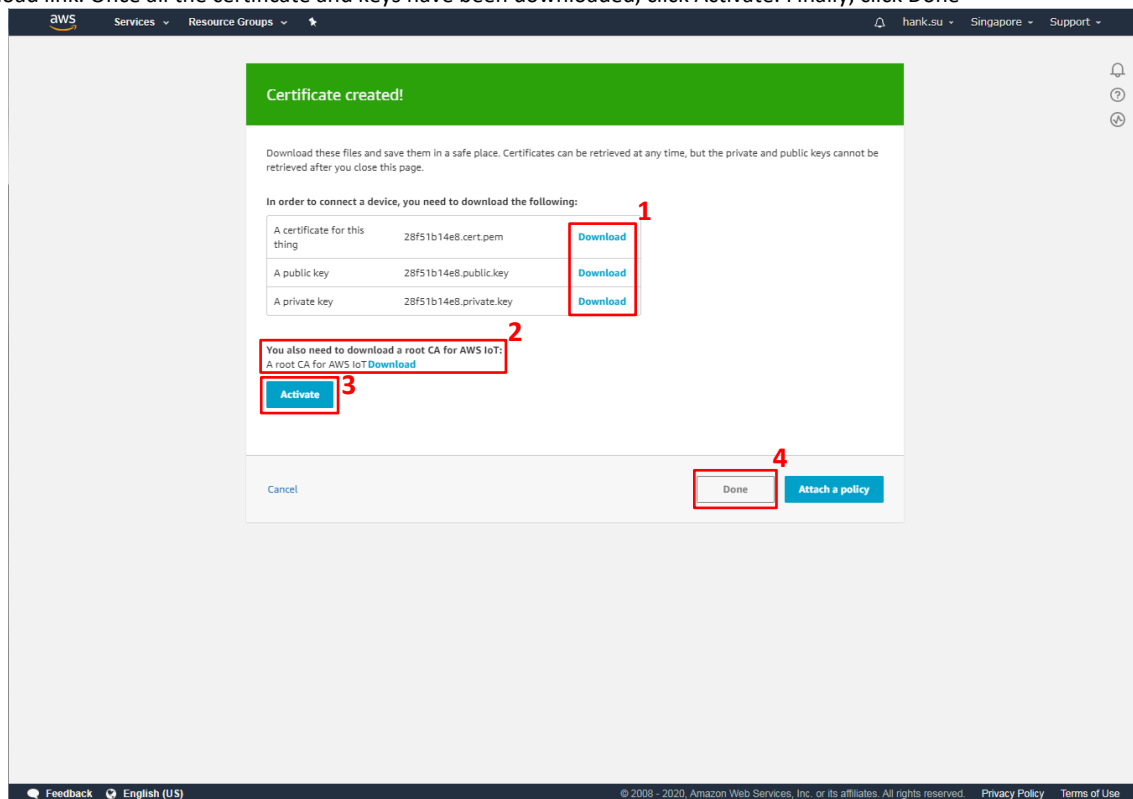 load link. Once all the certificate and keys have been downloaded, click Activate. Finally, click Done
aws Services Resource Groups hank.su Singapore Support
Certificate created!
Download these files and save them in a safe place. Certificates can be retrieved at any time, but the private and public keys cannot be
retrieved after you close this page.
In order to connect a device, you need to download the following:
1
A certificate for this
thing
28f51b14e8.cert.pem Download
A public key 28f51b14e8.public.key Download
A private key 28f51b14e8.private.key Download
2
You also need to download a root CA for AWS IoT:
A root CA for AWS IoT Download
3
Activate
4
Cancel Done Attach a policy
Feedback English (US) © 2008 - 2020, Amazon Web Services, Inc. or its affiliates. All rights reserved. Privacy Policy Terms of Use